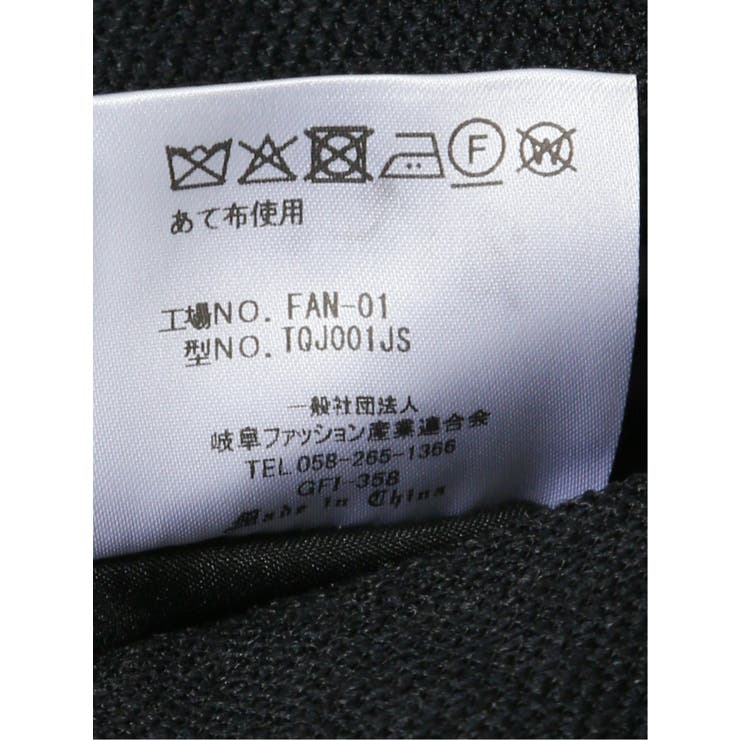 F W
あて布使用
工場NO. FAN-01
型NO. TQJ001JS
一般社団法人
岐阜ファッション産業連合会
TEL.058-265-1366
GFI-358
Made in China